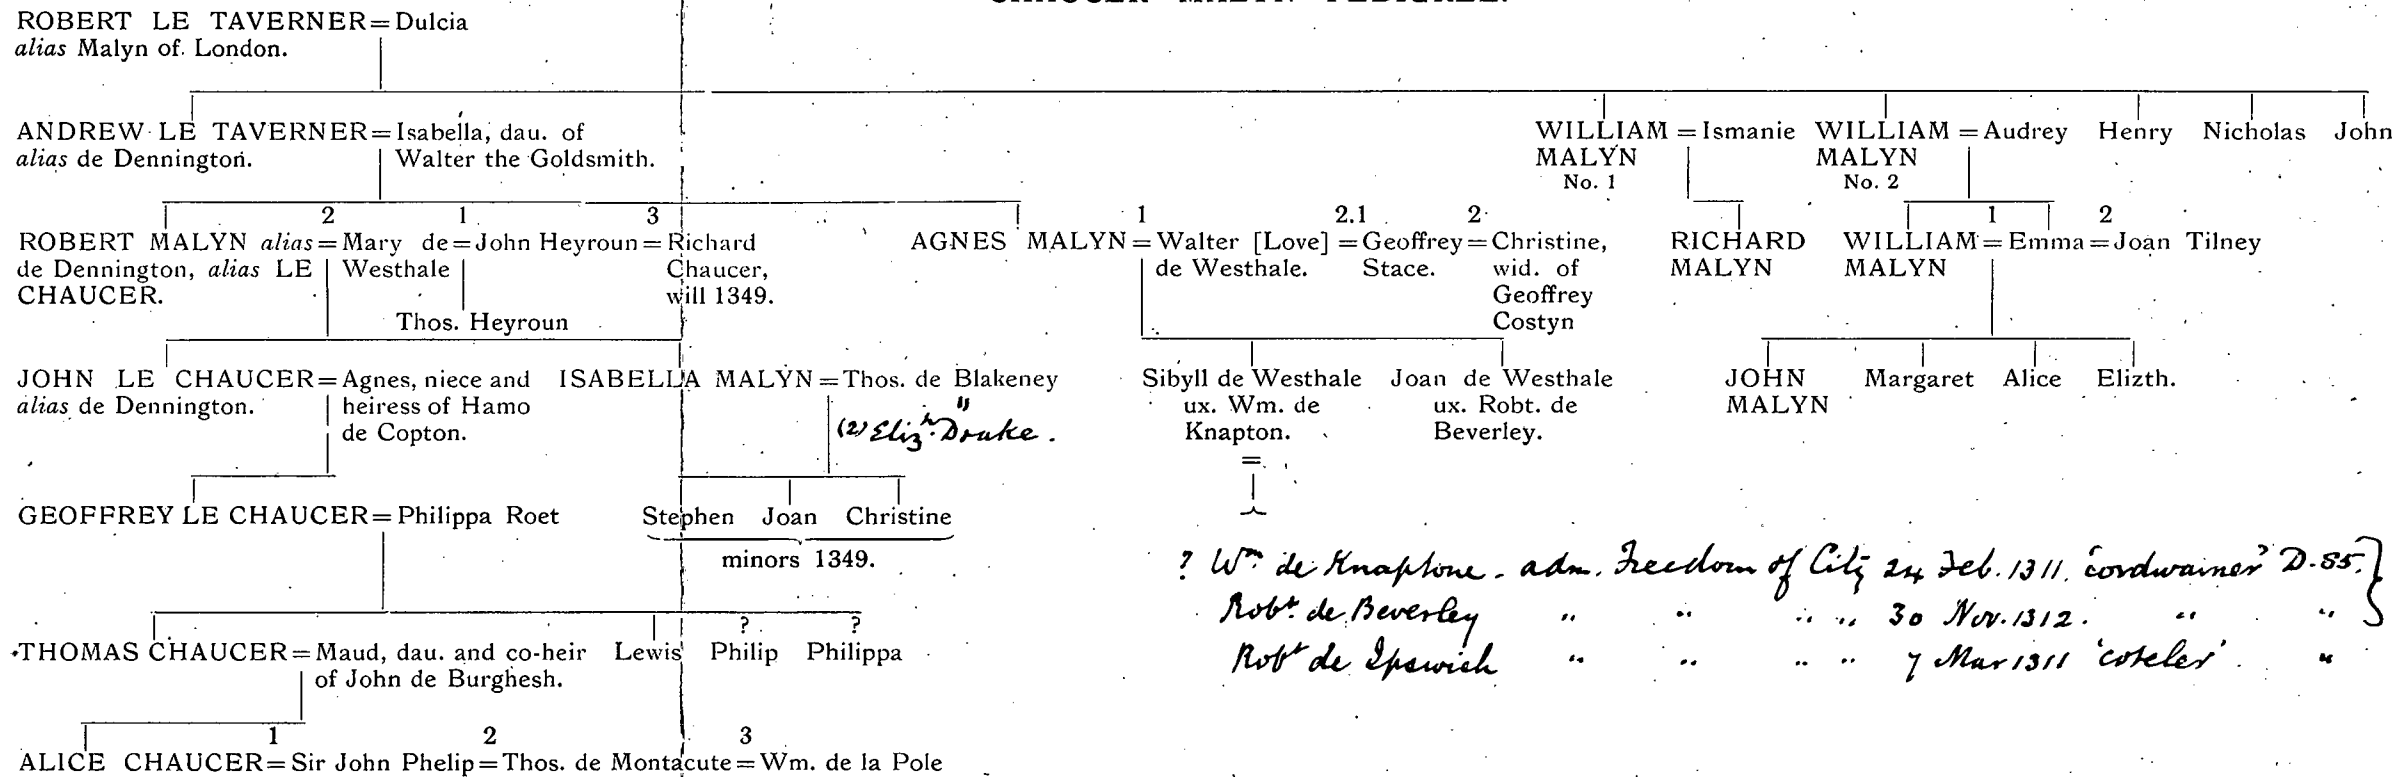 CHAUCER MALYN PEDIGREE.
ROBERT LE TAVERNER = Dulcia
alias Malyn of London.
ANDREW LE TAVERNER = Isabella, dau. of
alias de Dennington. Walter the Goldsmith.
WILLIAM = Ismanie WILLIAM = Audrey Henry Nicholas John
MALYN MALYN
No. 1 No. 2
2 1 3 1 2.1 2 1 2
ROBERT MALYN alias = Mary de = John Heyroun = Richard
de Dennington, alias LE Westhale Chaucer,
CHAUCER. will 1349.
Thos. Heyroun
AGNES MALYN = Walter [Love] = Geoffrey = Christine,
de Westhale. Stace. wid. of
Geoffrey
Costyn
RICHARD WILLIAM = Emma = Joan Tilney
MALYN MALYN
JOHN LE CHAUCER = Agnes, niece and
alias de Dennington. heiress of Hamo
de Copton.
ISABELLA MALYN = Thos. de Blakeney
"
(2) Elizh. Drake.
Sibyll de Westhale Joan de Westhale
ux. Wm. de ux. Robt. de
Knapton. Beverley.
=
JOHN Margaret Alice Elizth.
MALYN
GEOFFREY LE CHAUCER = Philippa Roet
Stephen Joan Christine
minors 1349.
? Wm. de Knaptone - adm. Freedom of City 24 Feb. 1311. 'cordwainer' D.85.}
Robt. de Beverley " " " " 30 Nov. 1312. " "
Robt de Ipswich " " " " 7 Mar 1311 'coteler'. "
? ?
THOMAS CHAUCER = Maud, dau. and co-heir Lewis Philip Philippa
of John de Burghesh.
1 2 3
ALICE CHAUCER = Sir John Phelip = Thos. de Montacute = Wm. de la Pole